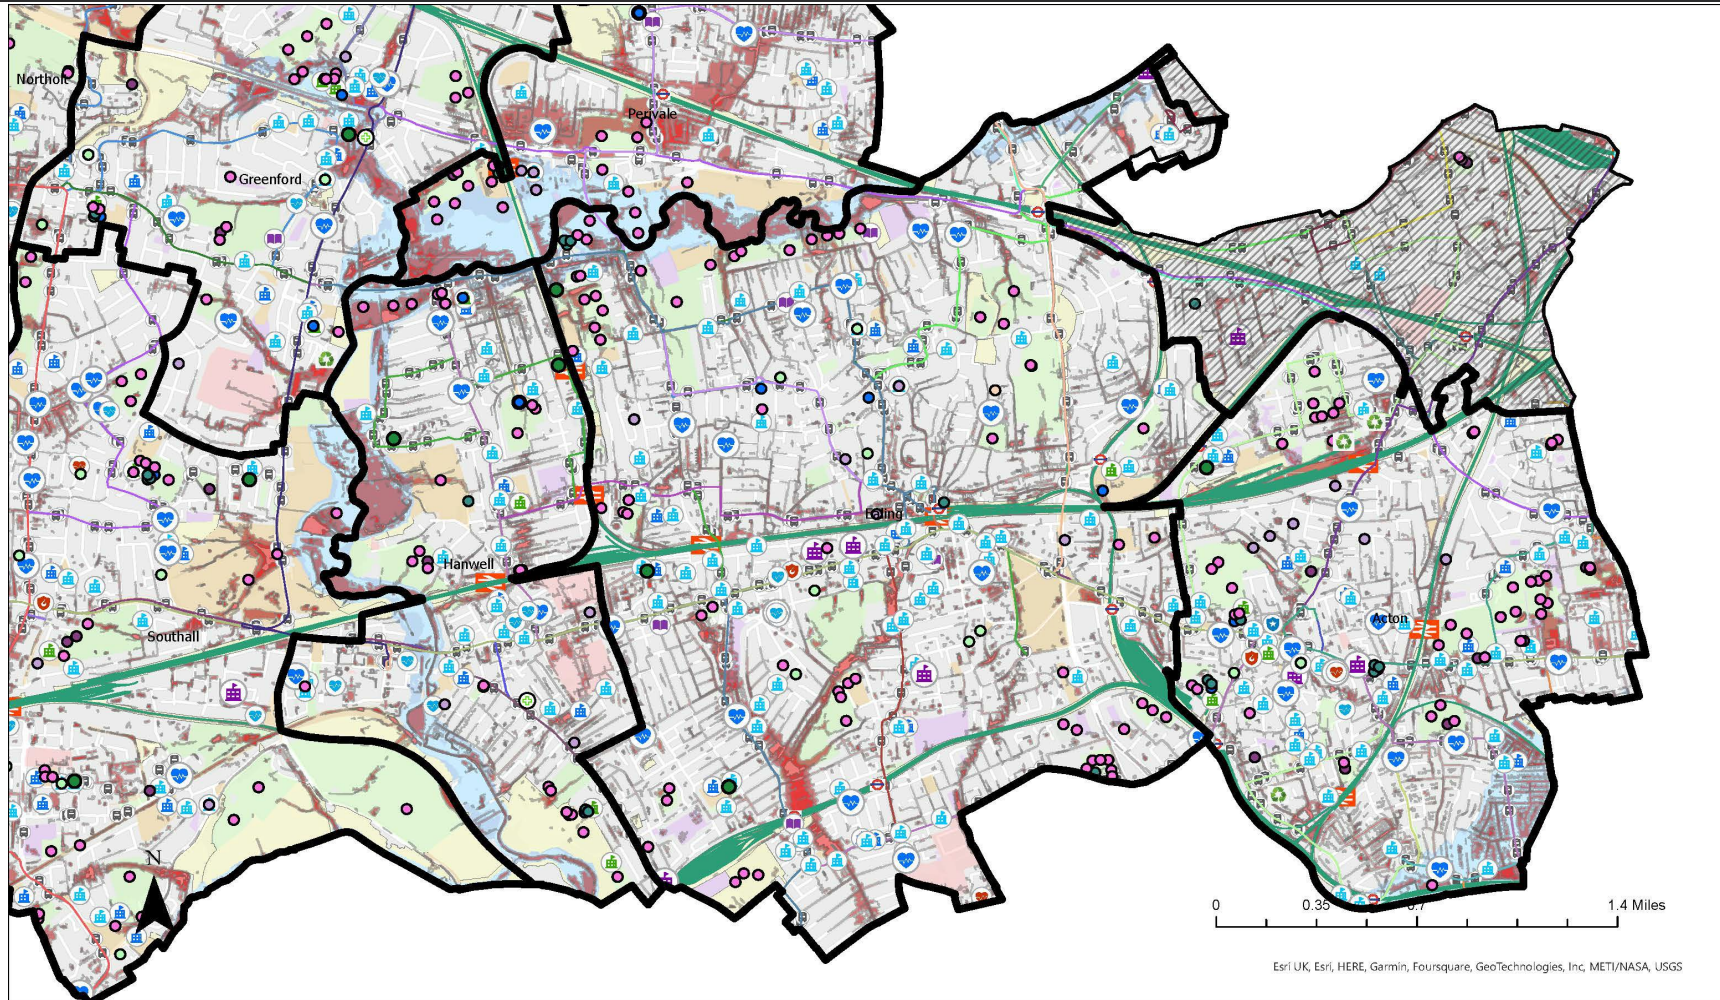 Northolt
Perivale
Greenford
Ealing
Hanwell
Southall
Acton
N
0 0.35 0.7 1.4 Miles
Esri UK, Esri, HERE, Garmin, Foursquare, GeoTechnologies, Inc, METI/NASA, USGS